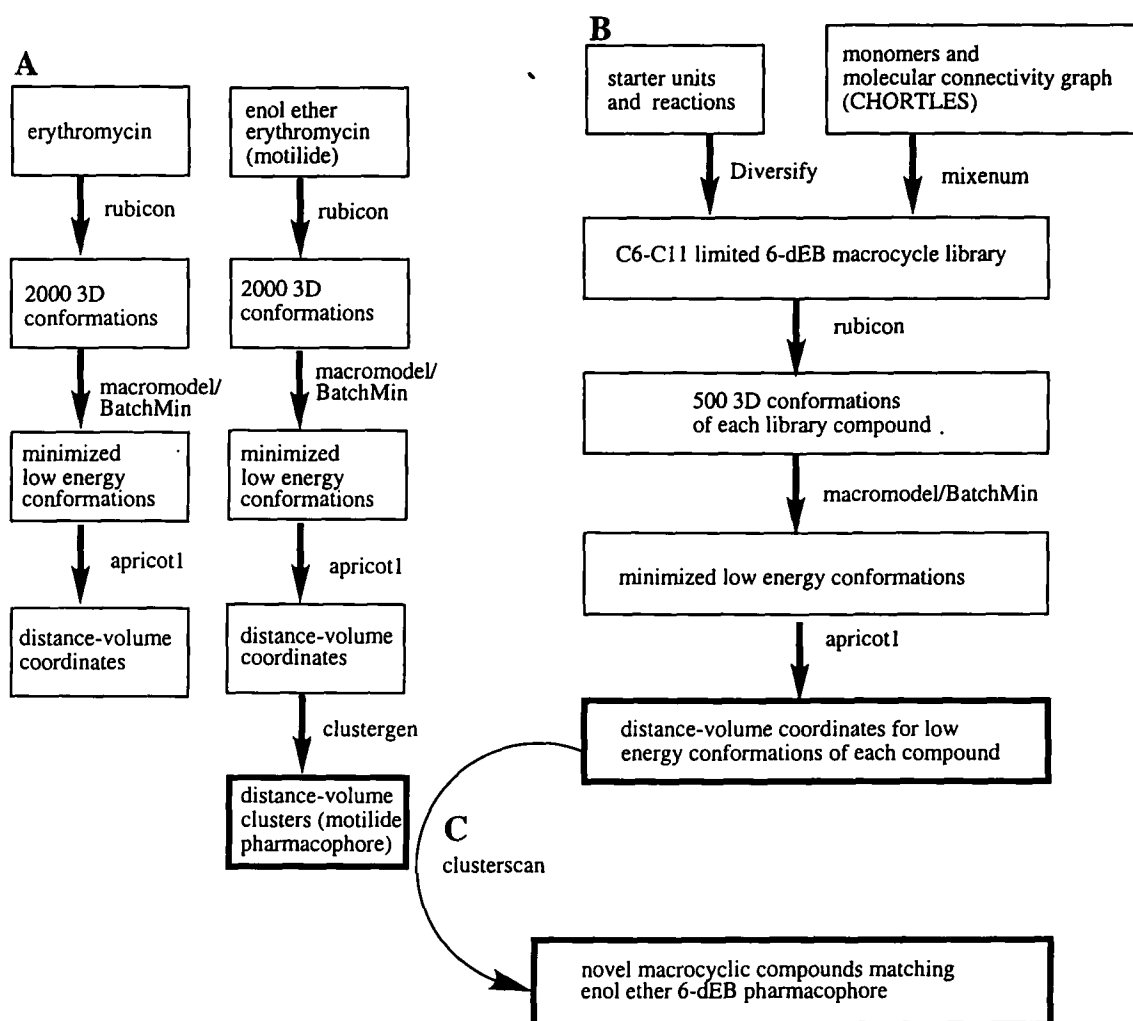 A
erythromycin
rubicon
2000 3D
conformations
macromodel/
BatchMin
minimized
low energy
conformations
apricot1
distance-volume
coordinates
enol ether
erythromycin
(motilide)
rubicon
2000 3D
conformations
macromodel/
BatchMin
minimized
low energy
conformations
apricot1
distance-volume
coordinates
clustergen
distance-volume
clusters (motilide
pharmacophore)
B
starter units
and reactions
Diversify
monomers and
molecular connectivity graph
(CHORTLES)
mixenum
C6-C11 limited 6-dEB macrocycle library
rubicon
500 3D conformations
of each library compound
macromodel/BatchMin
minimized low energy conformations
apricot1
distance-volume coordinates for low
energy conformations of each compound
C
clusterscan
novel macrocyclic compounds matching
enol ether 6-dEB pharmacophore